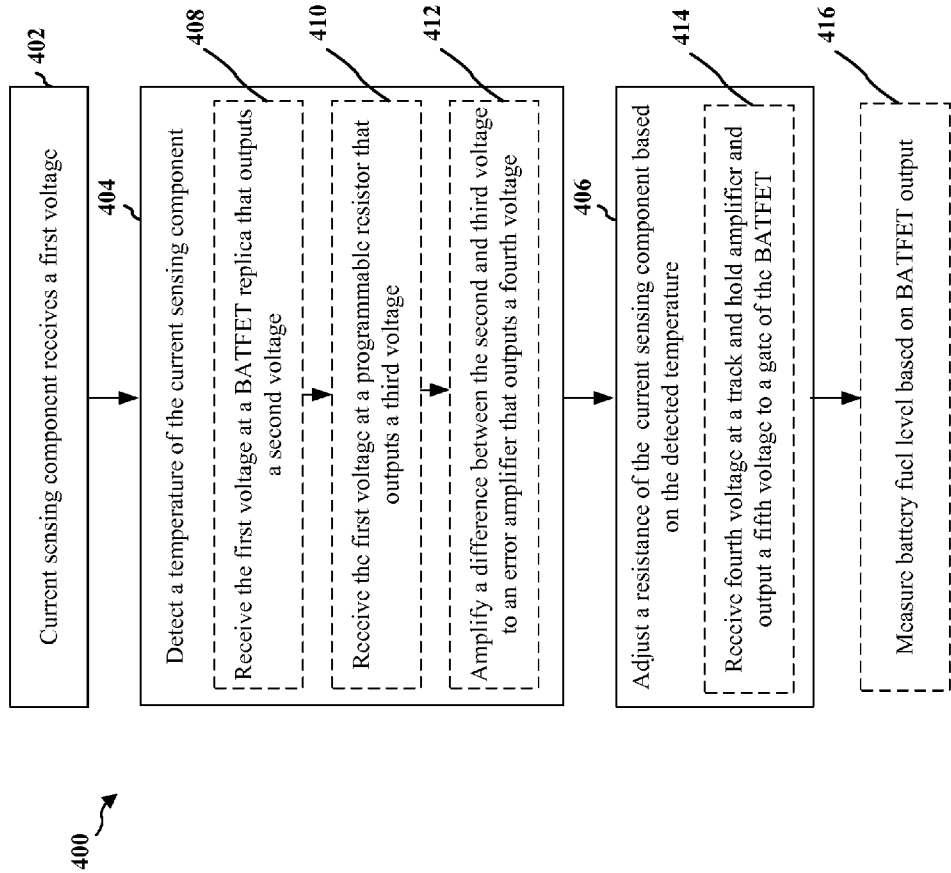 400
402
Current sensing component receives a first voltage
404
Detect a temperature of the current sensing component
408
Receive the first voltage at a BATFET replica that outputs
a second voltage
410
Receive the first voltage at a programmable resistor that
outputs a third voltage
412
Amplify a difference between the second and third voltage
to an error amplifier that outputs a fourth voltage
406
Adjust a resistance of the current sensing component based
on the detected temperature
414
Receive fourth voltage at a track and hold amplifier and
output a fifth voltage to a gate of the BATFET
416
Measure battery fuel level based on BATFET output